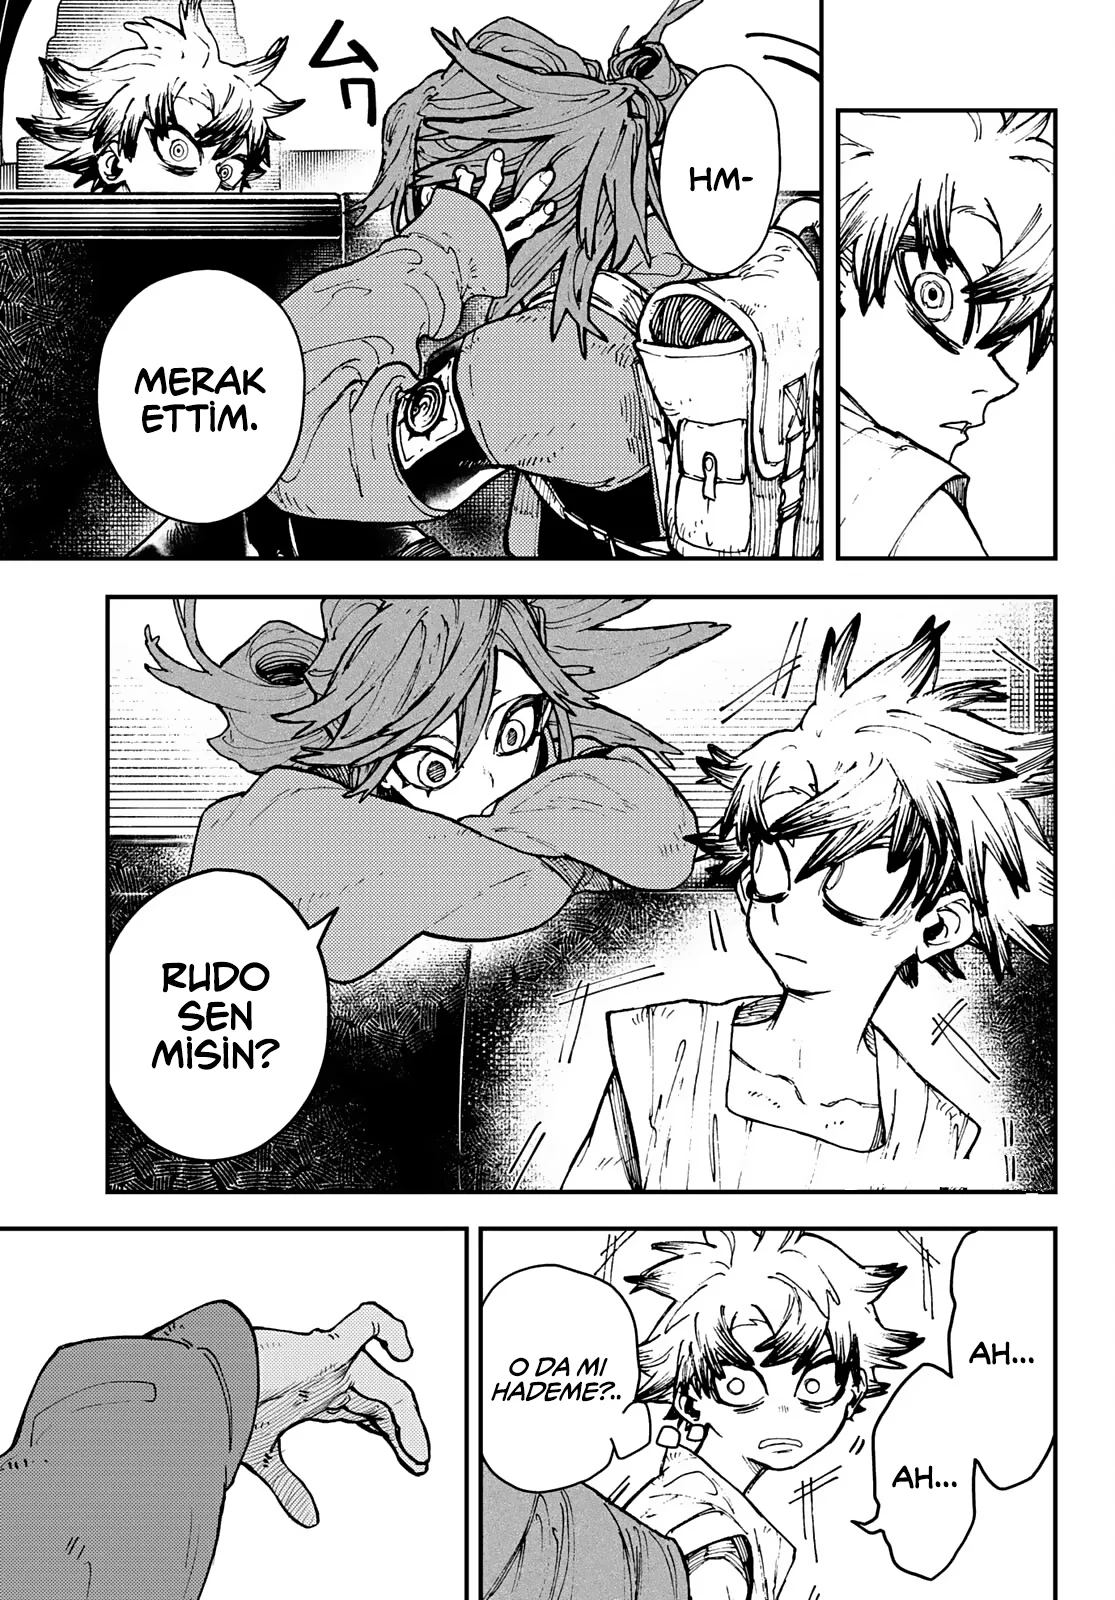 ムク
HM-
MERAK
ETTİM.
RUDO
SEN
MİSİN?
AH...
O DA MI
HADEME?..
AH...